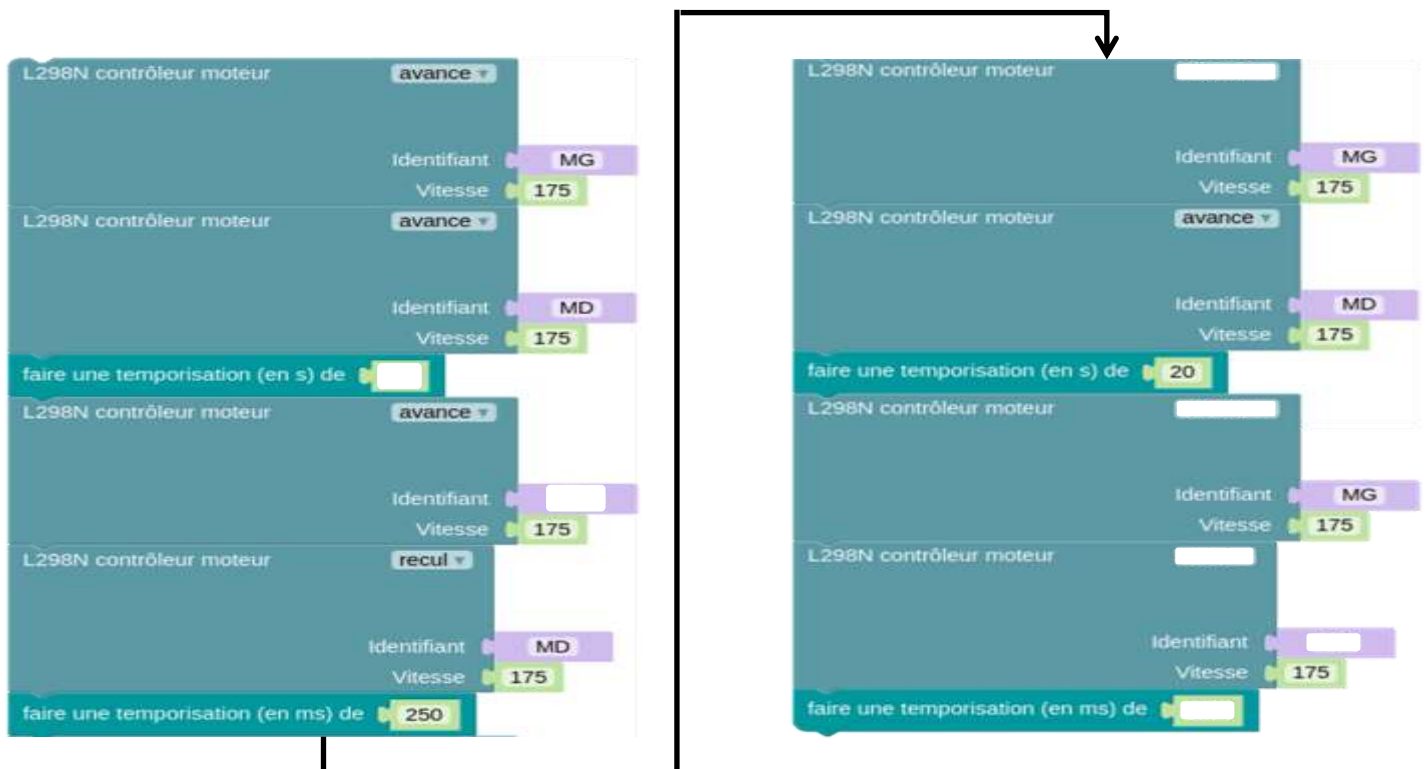 L298N contrôleur moteur avance
Identifiant MG
Vitesse 175
L298N contrôleur moteur avance
Identifiant MD
Vitesse 175
faire une temporisation (en s) de
L298N contrôleur moteur avance
Identifiant
Vitesse 175
L298N contrôleur moteur recul
Identifiant MD
Vitesse 175
faire une temporisation (en ms) de 250
L298N contrôleur moteur
Identifiant MG
Vitesse 175
L298N contrôleur moteur avance
Identifiant MD
Vitesse 175
faire une temporisation (en s) de 20
L298N contrôleur moteur
Identifiant MG
Vitesse 175
L298N contrôleur moteur
Identifiant
Vitesse 175
faire une temporisation (en ms) de